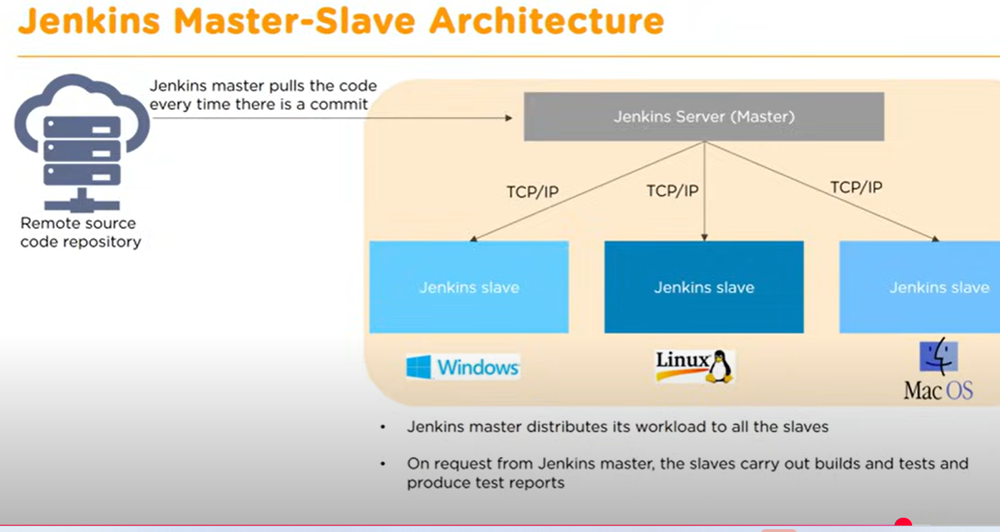 Jenkins Master-Slave Architecture
Jenkins master pulls the code
every time there is a commit
Jenkins Server (Master)
TCP/IP
TCP/IP
TCP/IP
Remote source
code repository
Jenkins slave
Jenkins slave
Jenkins slave
Windows
Linux
Mac OS
• Jenkins master distributes its workload to all the slaves
• On request from Jenkins master, the slaves carry out builds and tests and
produce test reports